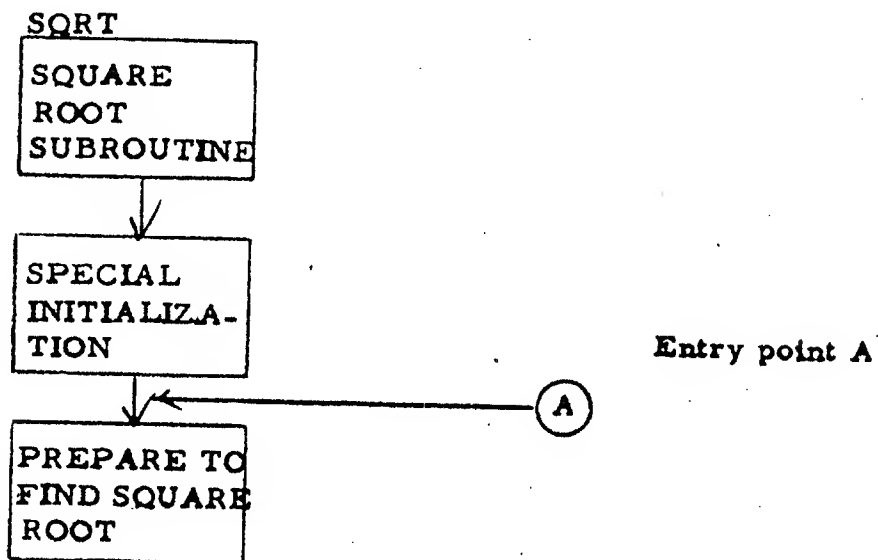 SQRT
SQUARE
ROOT
SUBROUTINE
SPECIAL
INITIALIZA-
TION
Entry point A
A
PREPARE TO
FIND SQUARE
ROOT